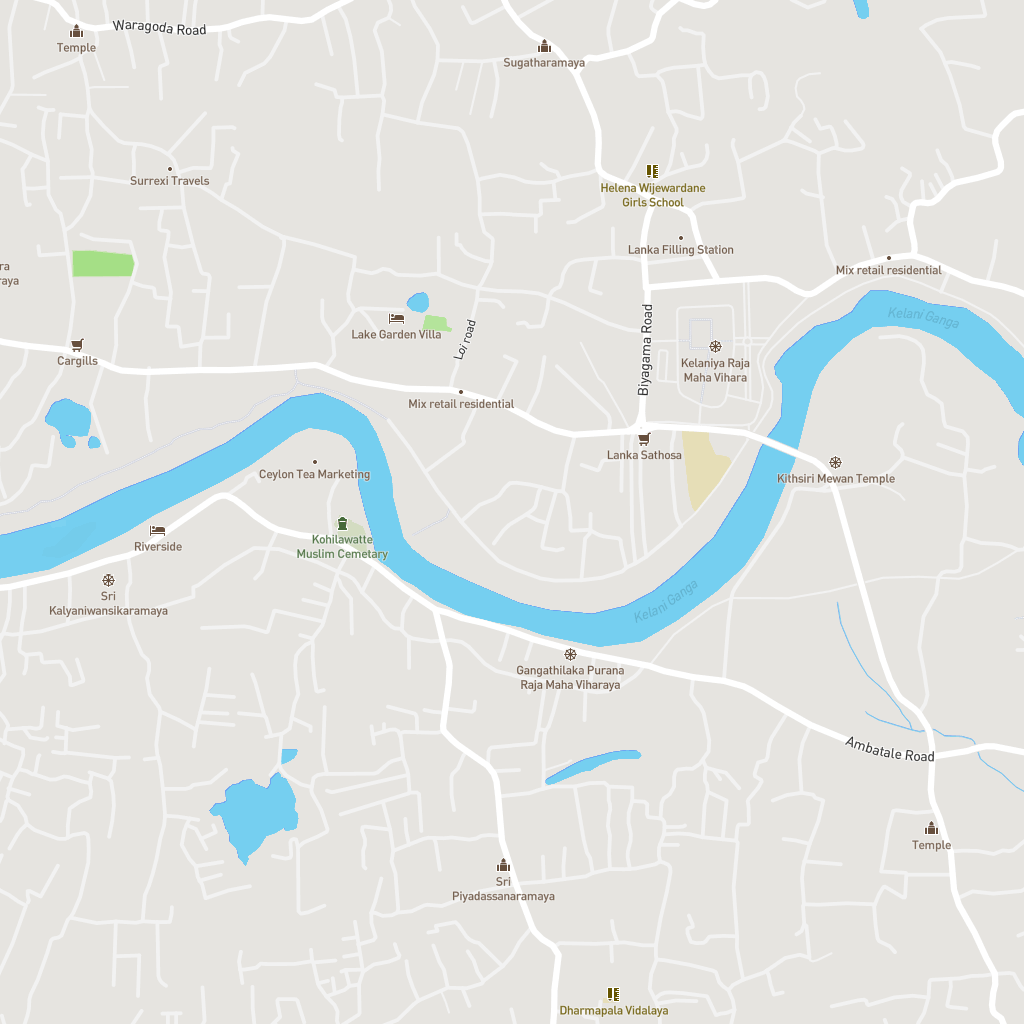 Waragoda Road
Temple
Sugatharamaya
Surrexi Travels
Helena Wijewardane
Girls School
Lanka Filling Station
ra
raya
Mix retail residential
Kelani Ganga
Lake Garden Villa
Loi road
Biyagama Road
Cargills
Kelaniya Raja
Maha Vihara
Mix retail residential
Lanka Sathosa
Ceylon Tea Marketing
Kithsiri Mewan Temple
Riverside
Kohilawatte
Muslim Cemetary
Sri
Kalyaniwansikaramaya
Kelani Ganga
Gangathilaka Purana
Raja Maha Viharaya
Ambatale Road
Temple
Sri
Piyadassanaramaya
Dharmapala Vidalaya